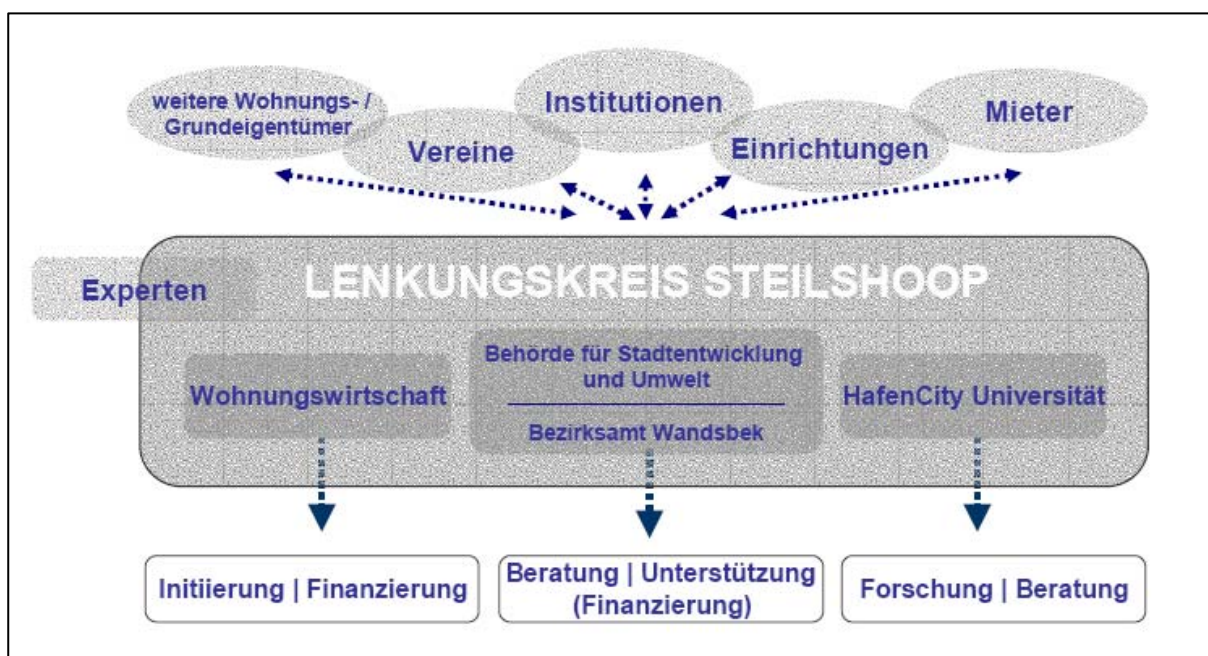 weitere Wohnungs- /
Grundeigentümer
Vereine
Institutionen
Einrichtungen
Mieter
Experten
LENKUNGSKREIS STEILSHOOP
Wohnungswirtschaft
Behörde für Stadtentwicklung
und Umwelt
Bezirksamt Wandsbek
HafenCity Universität
Initiierung | Finanzierung
Beratung | Unterstützung
(Finanzierung)
Forschung | Beratung